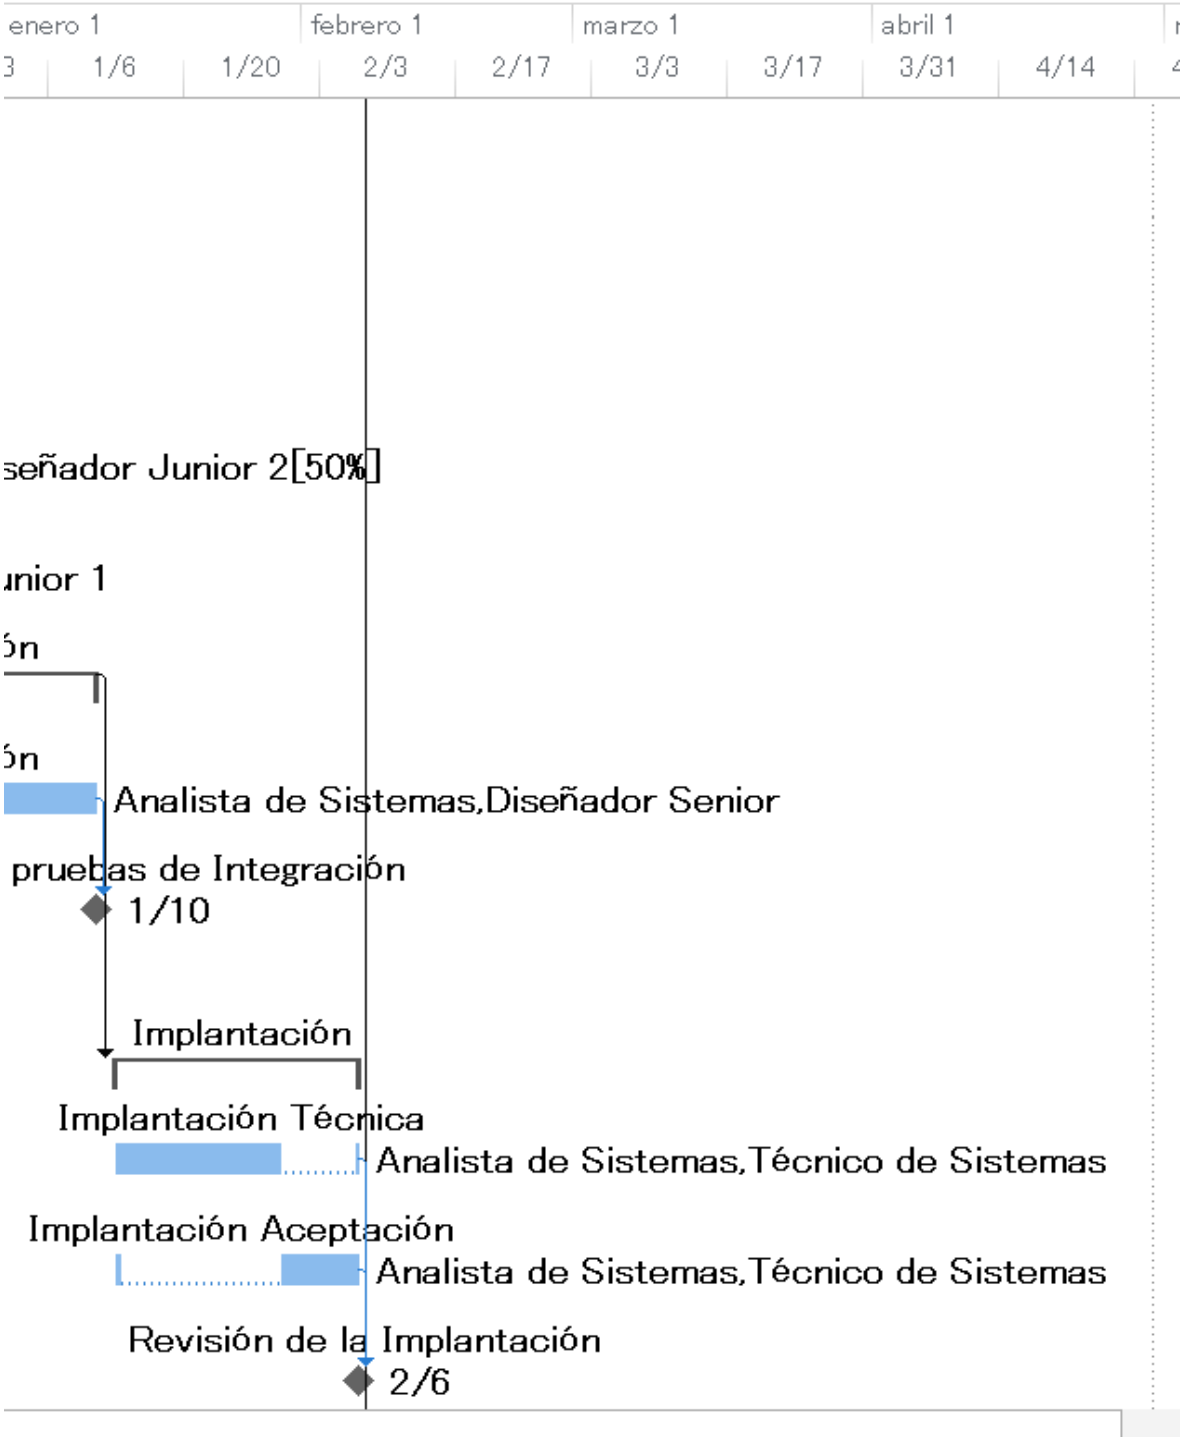 enero 1 febrero 1 marzo 1 abril 1
3 1/6 1/20 2/3 2/17 3/3 3/17 3/31 4/14 4
señador Junior 2[50%]
unior 1
ón
ón
Analista de Sistemas,Diseñador Senior
pruebas de Integración
1/10
Implantación
Implantación Técnica
Analista de Sistemas,Técnico de Sistemas
Implantación Aceptación
Analista de Sistemas,Técnico de Sistemas
Revisión de la Implantación
2/6